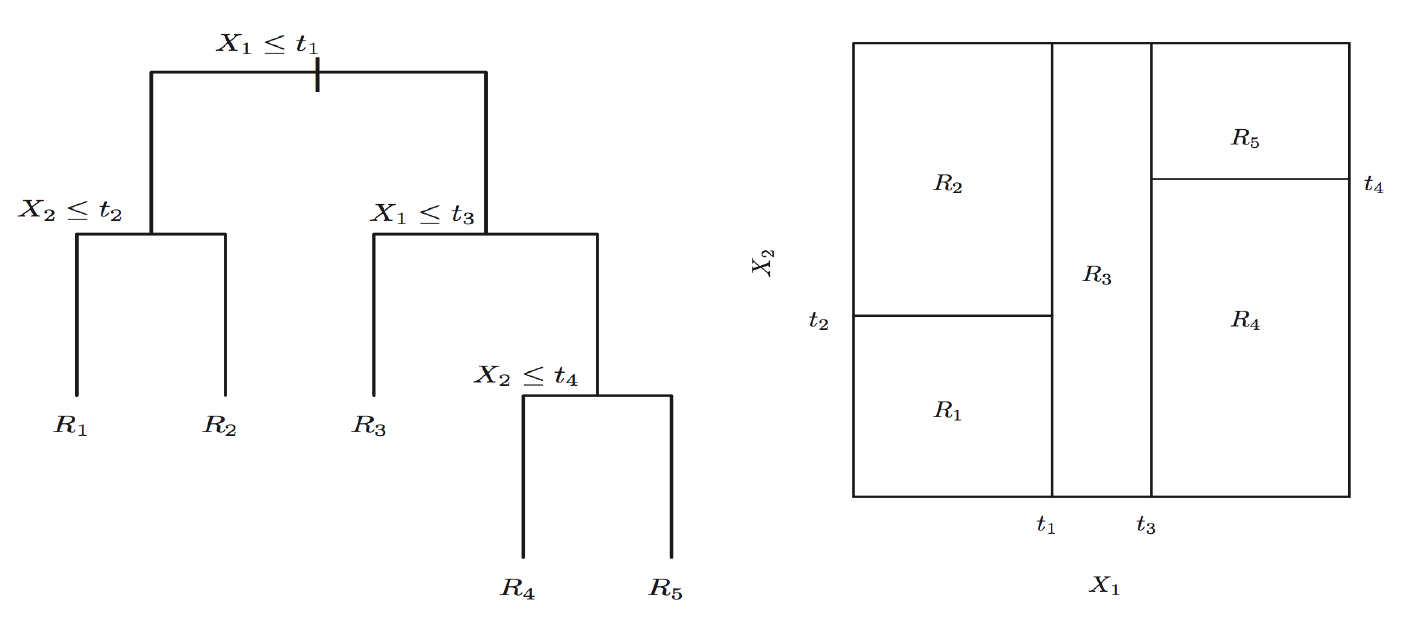 X₁ ≤ t₁
X₂ ≤ t₂
X₁ ≤ t₃
R₁
R₂
R₃
X₂ ≤ t₄
R₄
R₅
R₅
R₂
t₄
X₂
R₃
t₂
R₄
R₁
t₁
t₃
X₁